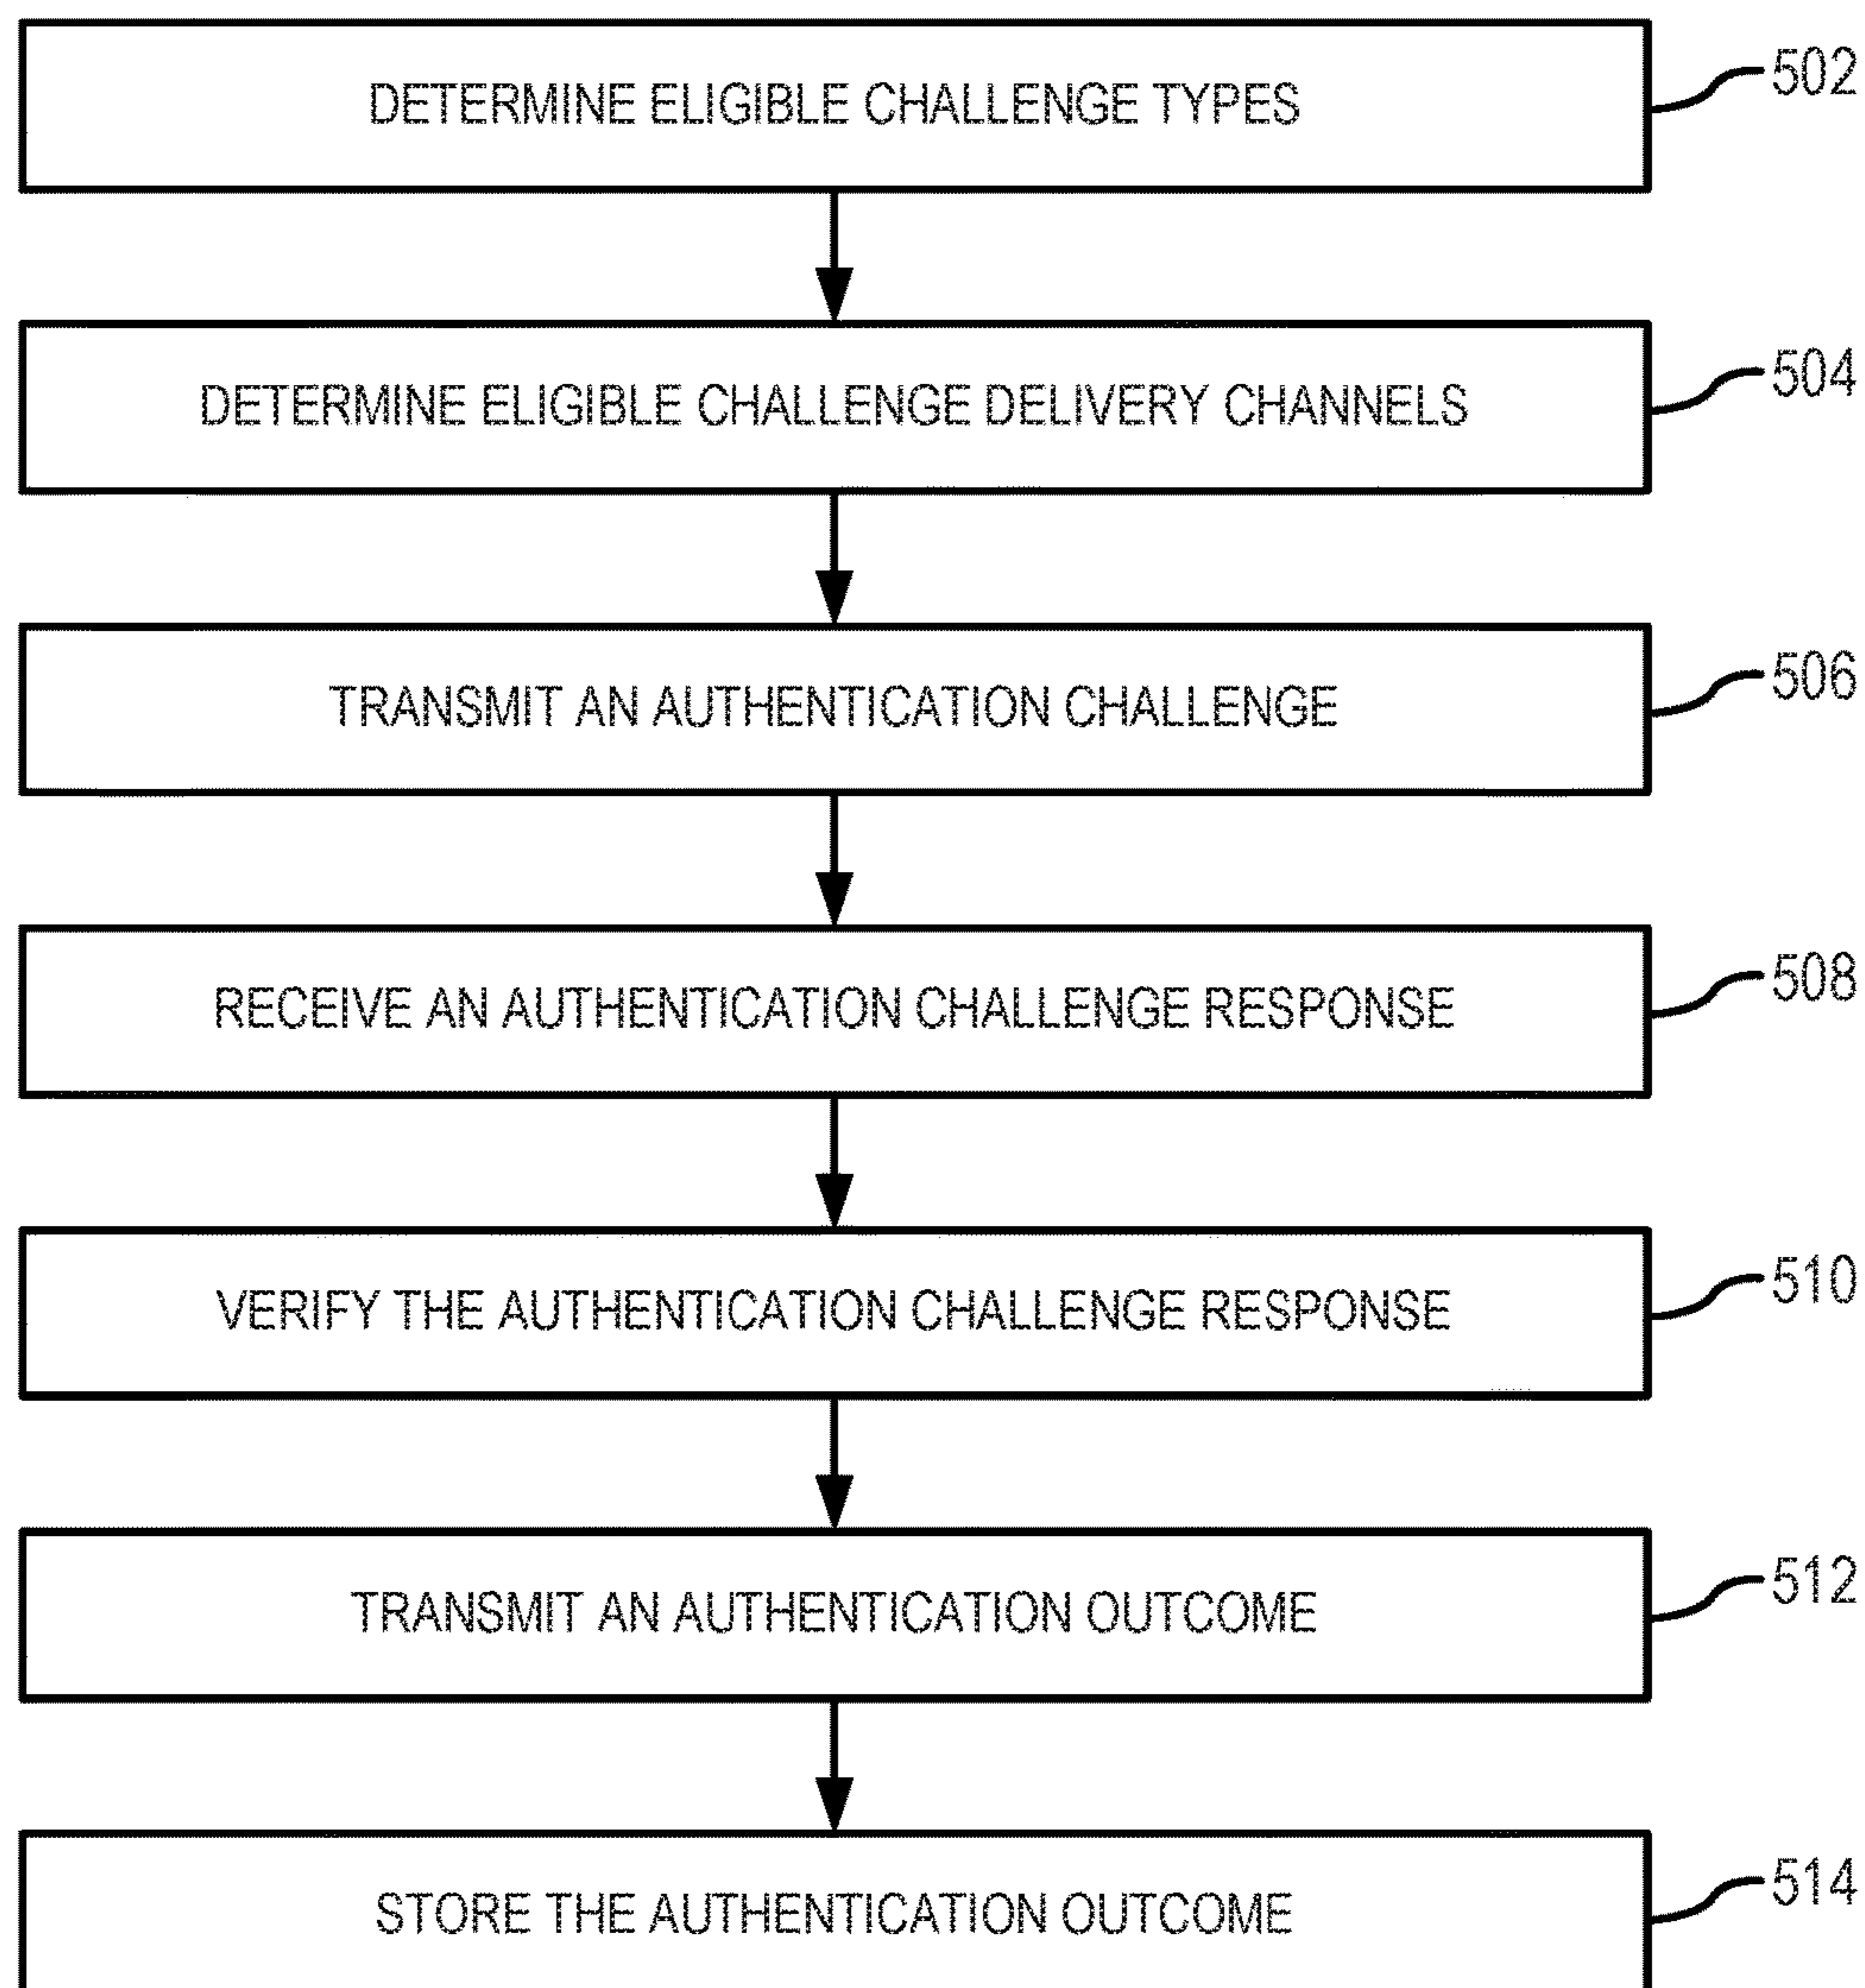 DETERMINE ELIGIBLE CHALLENGE TYPES
502
DETERMINE ELIGIBLE CHALLENGE DELIVERY CHANNELS
504
TRANSMIT AN AUTHENTICATION CHALLENGE
506
RECEIVE AN AUTHENTICATION CHALLENGE RESPONSE
508
VERIFY THE AUTHENTICATION CHALLENGE RESPONSE
510
TRANSMIT AN AUTHENTICATION OUTCOME
512
STORE THE AUTHENTICATION OUTCOME
514